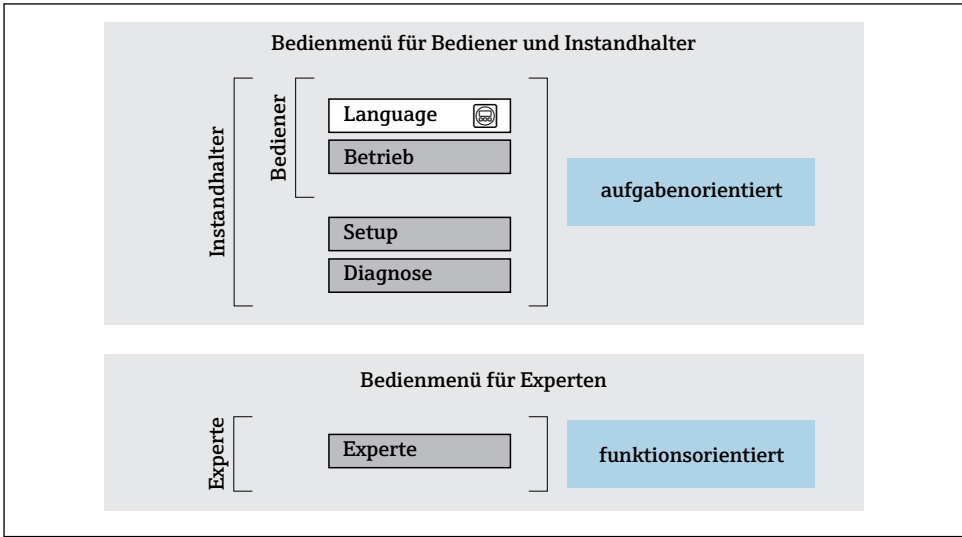 Bedienmenü für Bediener und Instandhalter
Instandhalter
Bediener
Language
Betrieb
Setup
Diagnose
aufgabenorientiert
Bedienmenü für Experten
Experte
Experte
funktionsorientiert